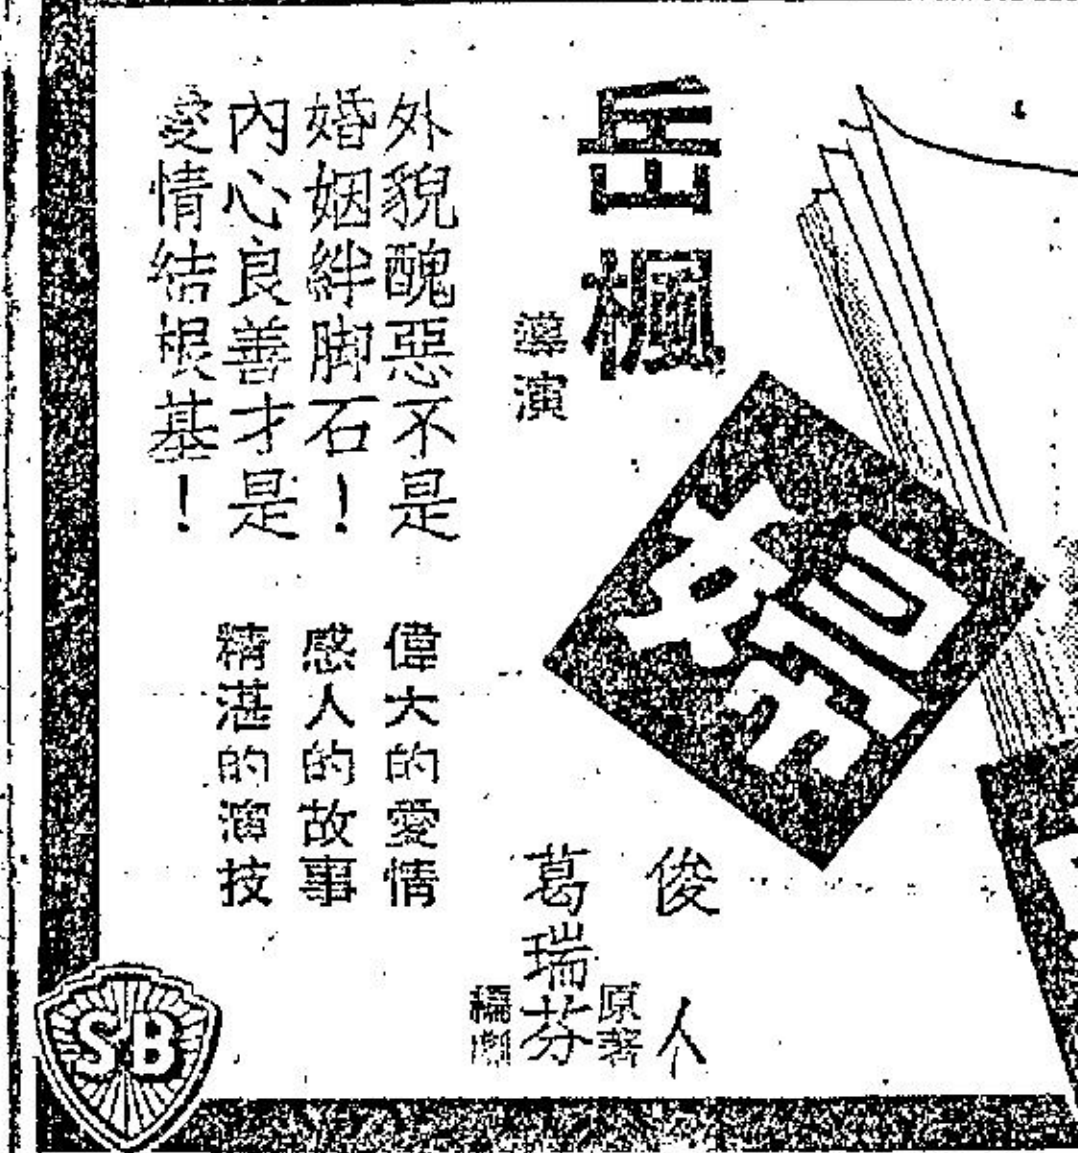 婦
岳楓
導演
俊人
原著
葛瑞芬
編劇
外貌醜惡不是
婚姻絆脚石！
內心良善才是
愛情結根基！
偉大的愛情
感人的故事
精湛的演技
SB